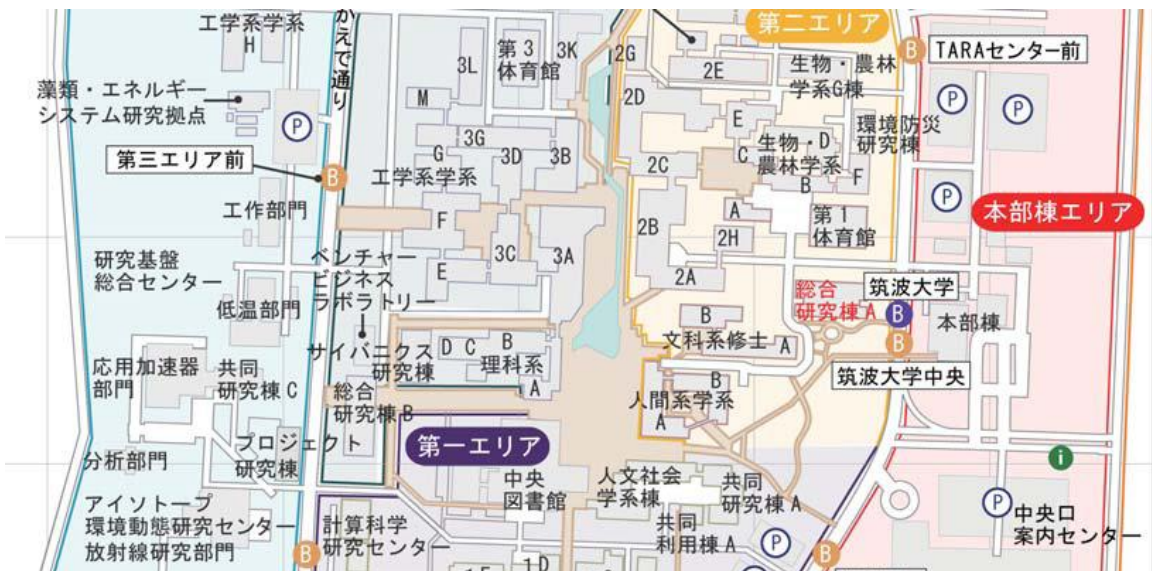 工学系学系
H
かえで通り
3L
第3
体育館
3K
2G
第二エリア
2E
生物・農林
学系G棟
B
TARAセンター前
藻類・エネルギー
システム研究拠点
P
M
2D
E
P
P
環境防災
研究棟
第三エリア前
B
3G
G
3D
3B
工学系学系
2C
C
生物・D
農林学系
B
F
P
本部棟エリア
工作部門
F
3C
3A
2B
A
2H
第1
体育館
研究基盤
総合センター
ベンチャー
ビジネス
ラボラトリー
E
2A
低温部門
総合
研究棟A
筑波大学
B
本部棟
サイバニクス
研究棟
D
C
B
理科系
A
B
文科系修士
A
B
筑波大学中央
応用加速器
部門
共同
研究棟C
総合
研究棟B
B
人間系学系
A
プロジェクト
研究棟
第一エリア
分析部門
i
中央
図書館
人文社会
学系棟
共同
研究棟A
アイソトープ
環境動態研究センター
放射線研究部門
B
計算科学
研究センター
共同
利用棟A
P
B
P
中央口
案内センター
1D